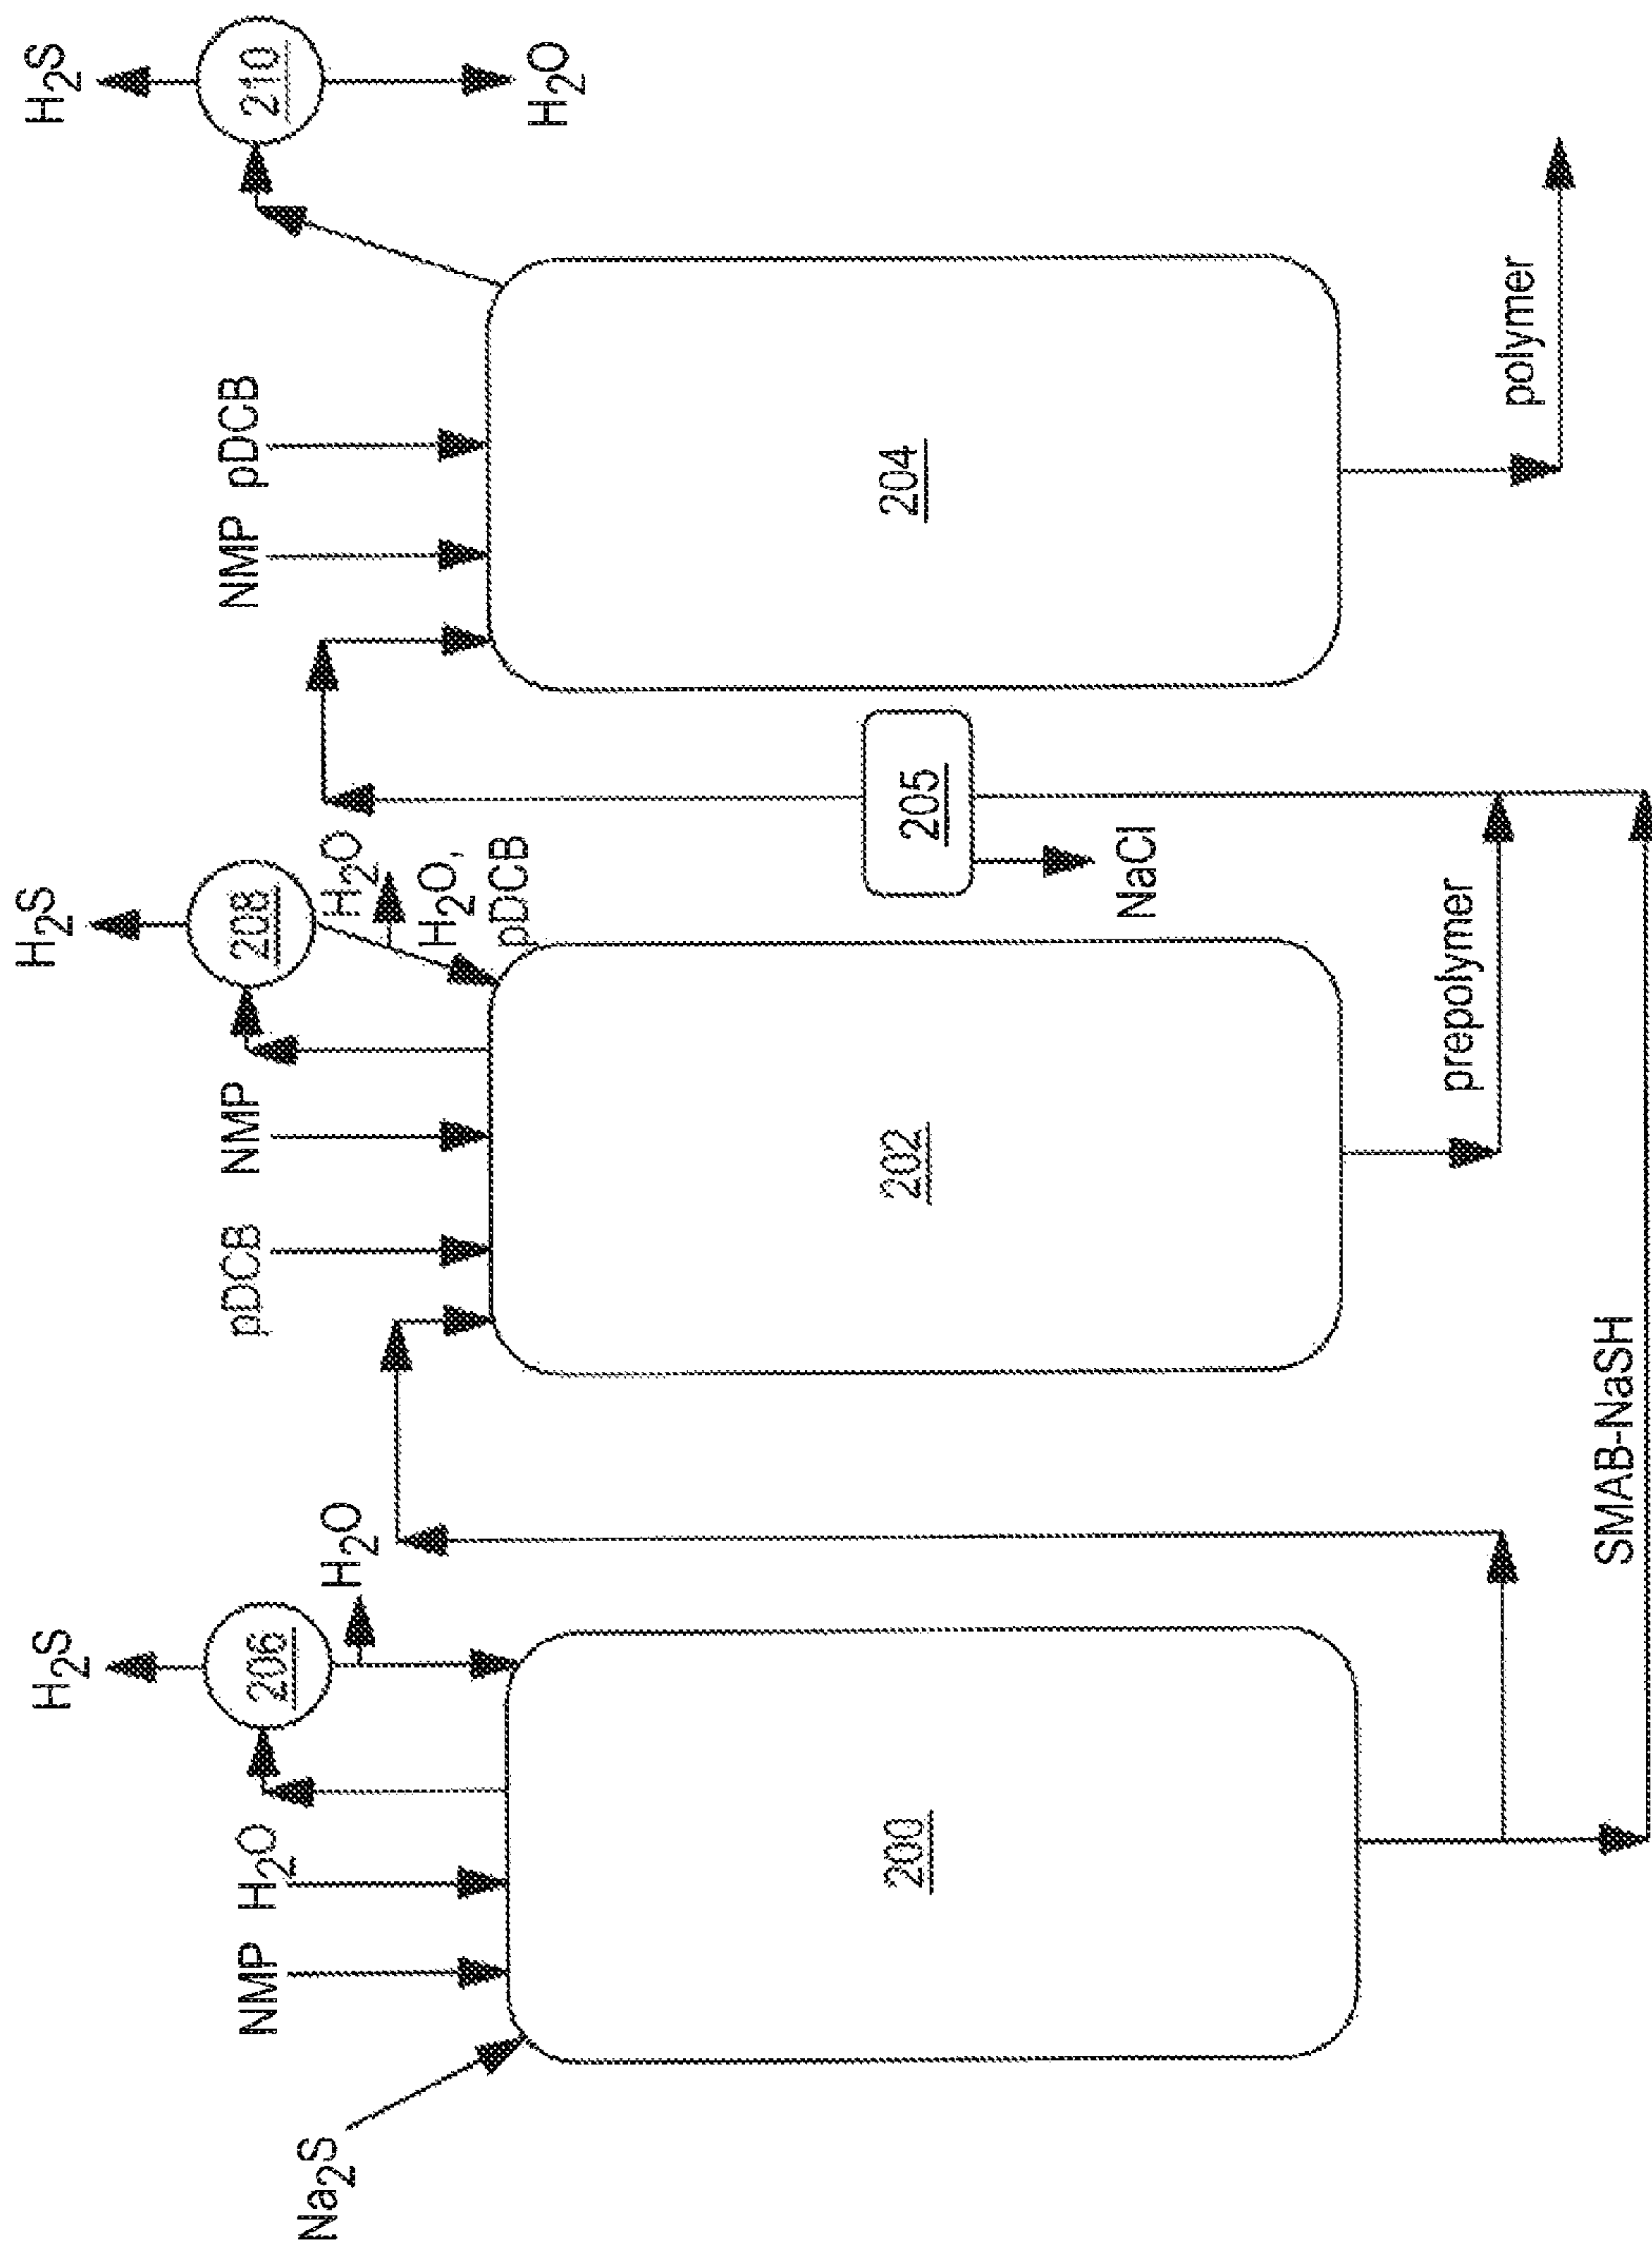 H2S
H2S
H2S
206
208
210
Na2S
NMP
H2O
H2O
pDCB
NMP
H2O
H2O,
pDCB
NMP
pDCB
H2O
200
202
205
204
NaCl
prepolymer
polymer
SMAB-NaSH